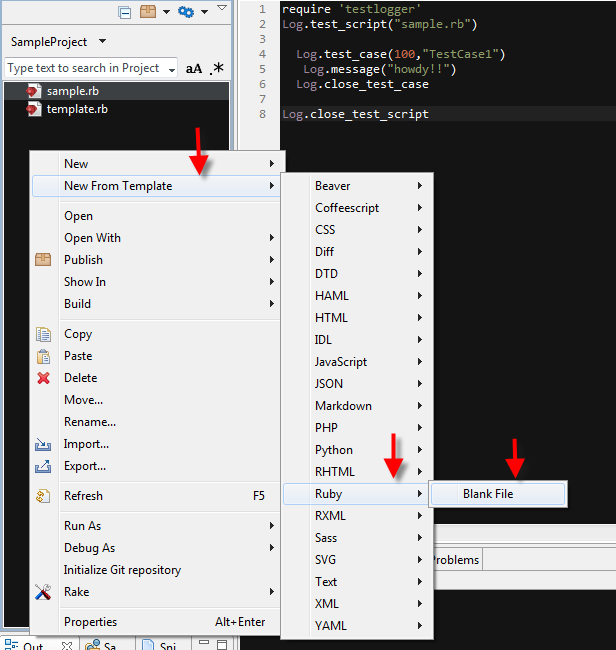 SampleProject
Type text to search in Project
aA .*
sample.rb
template.rb
1 require 'testlogger'
2 Log.test_script("sample.rb")
3
4 Log.test_case(100,"TestCase1")
5 Log.message("howdy!!")
6 Log.close_test_case
7
8 Log.close_test_script
New
New From Template
Open
Open With
Publish
Show In
Build
Copy
Paste
Delete
Move...
Rename...
Import...
Export...
Refresh F5
Run As
Debug As
Initialize Git repository
Rake
Properties Alt+Enter
Beaver
Coffeescript
CSS
Diff
DTD
HAML
HTML
IDL
JavaScript
JSON
Markdown
PHP
Python
RHTML
Ruby
RXML
Sass
SVG
Text
XML
YAML
Blank File
Problems
Out
Sa
Sni